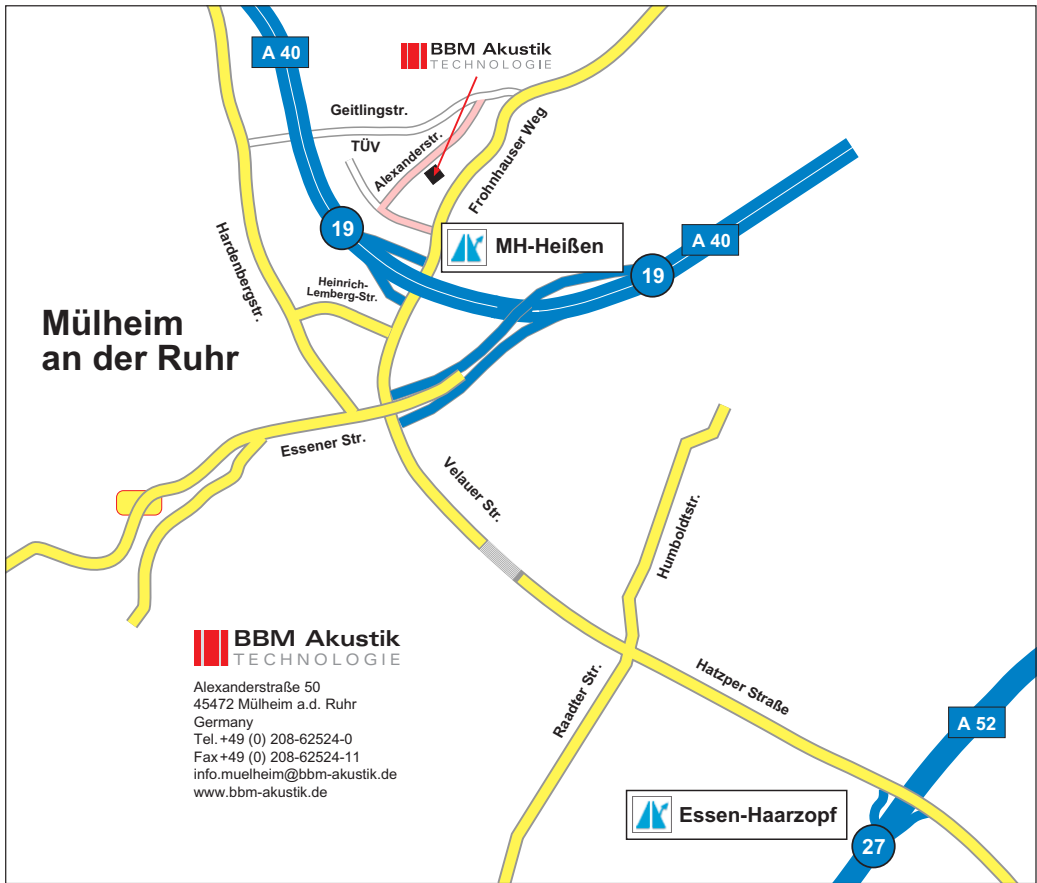 A 40
BBM Akustik
TECHNOLOGIE
Geitlingstr.
TÜV
Alexanderstr.
Frohnhauser Weg
19
MH-Heißen
A 40
19
Hardenbergstr.
Heinrich-
Lemberg-Str.
Mülheim
an der Ruhr
Essener Str.
Velauer Str.
Humboldtstr.
BBM Akustik
TECHNOLOGIE
Alexanderstraße 50
45472 Mülheim a.d. Ruhr
Germany
Tel.+49 (0) 208-62524-0
Fax+49 (0) 208-62524-11
info.muelheim@bbm-akustik.de
www.bbm-akustik.de
Raadter Str.
Hatzper Straße
A 52
Essen-Haarzopf
27